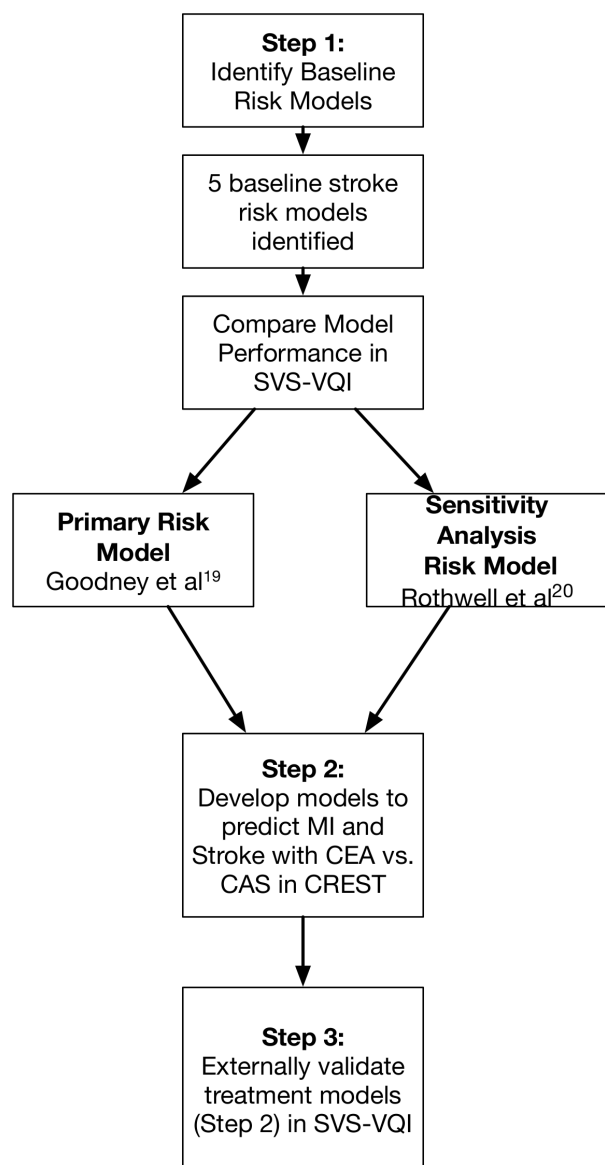 Step 1:
Identify Baseline
Risk Models
5 baseline stroke
risk models
identified
Compare Model
Performance in
SVS-VQI
Primary Risk
Model
Goodney et al¹⁹
Sensitivity
Analysis
Risk Model
Rothwell et al²⁰
Step 2:
Develop models to
predict MI and
Stroke with CEA vs.
CAS in CREST
Step 3:
Externally validate
treatment models
(Step 2) in SVS-VQI